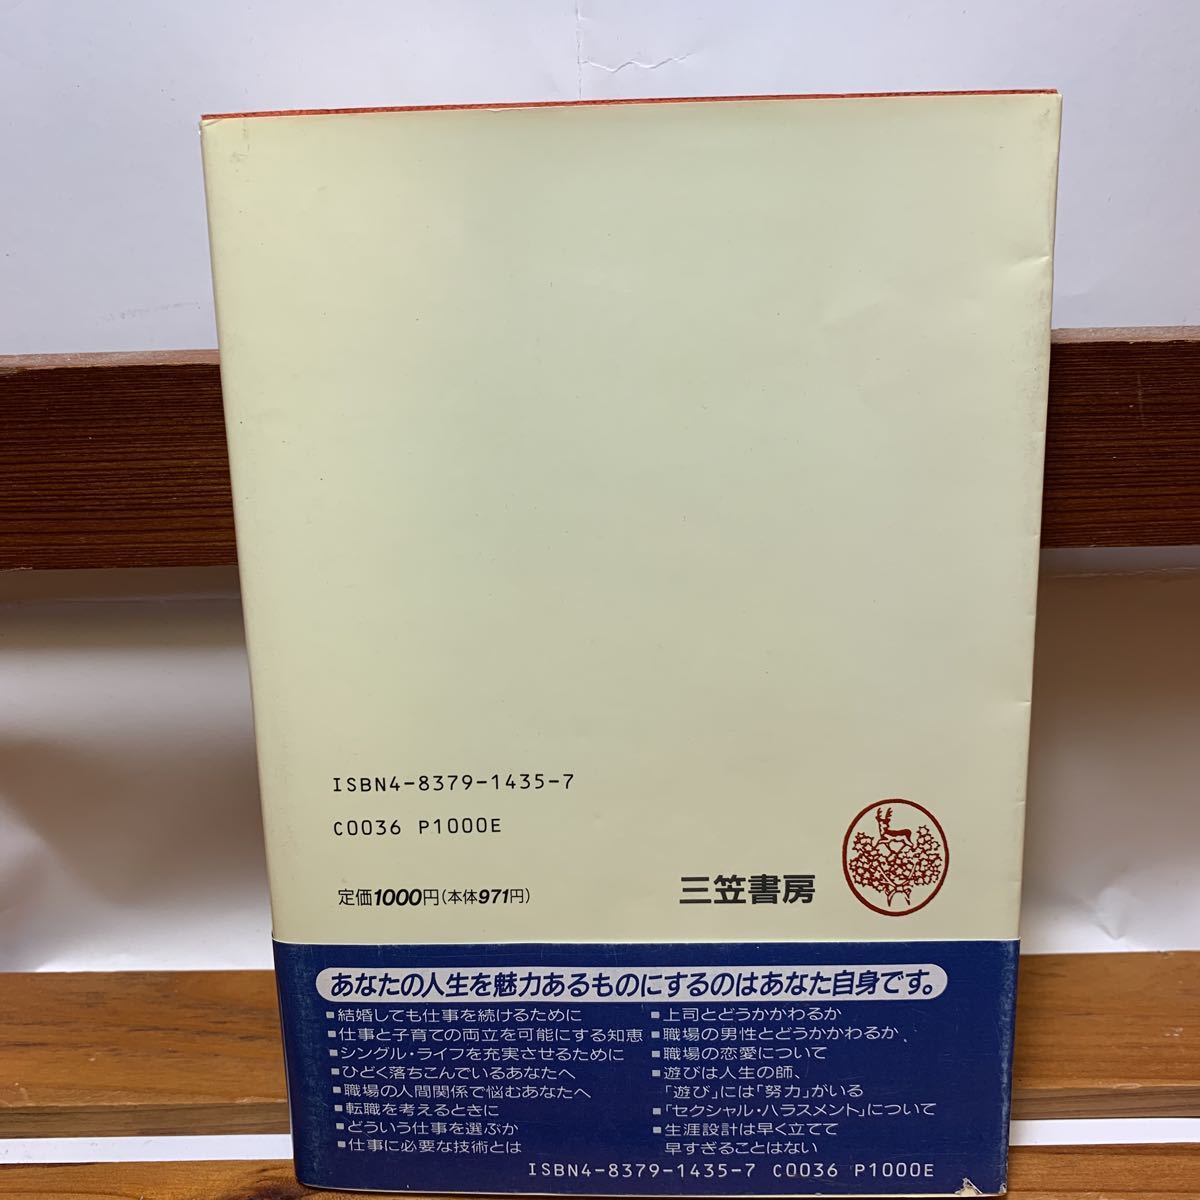 ISBN4-8379-1435-7
C0036 P1000E
定価1000円(本体971円)
三笠書房
あなたの人生を魅力あるものにするのはあなた自身です。
■結婚しても仕事を続けるために
■仕事と子育ての両立を可能にする知恵
■シングル・ライフを充実させるために
■ひどく落ちこんでいるあなたへ
■職場の人間関係で悩むあなたへ
■転職を考えるときに
■どういう仕事を選ぶか
■仕事に必要な技術とは
■上司とどうかかわるか
■職場の男性とどうかかわるか、
■職場の恋愛について
■遊びは人生の師、
「遊び」には「努力」がいる
■「セクシャル・ハラスメント」について
■生涯設計は早く立てて
早すぎることはない
ISBN4-8379-1435-7 C0036 P1000E